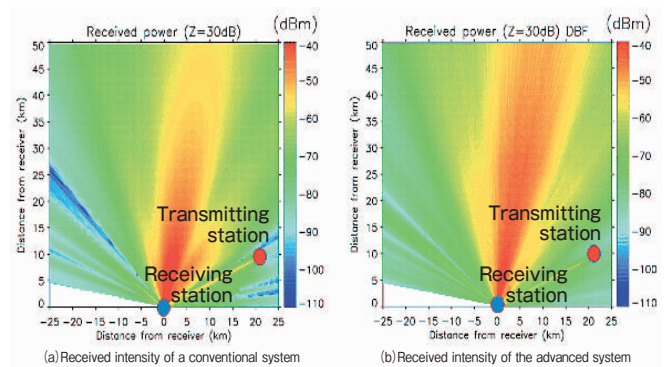 Received power (Z=30dB)
(dBm)
50
45
40
35
30
25
20
15
10
5
0
Distance from receiver (km)
-25 -20 -15 -10 -5 0 5 10 15 20 25
Distance from receiver (km)
-40
-50
-60
-70
-80
-90
-100
-110
Transmitting
station
Receiving
station
(a)Received intensity of a conventional system
Received power (Z=30dB) DBF
(dBm)
50
45
40
35
30
25
20
15
10
5
0
Distance from receiver (km)
-25 -20 -15 -10 -5 0 5 10 15 20 25
Distance from receiver (km)
-40
-50
-60
-70
-80
-90
-100
-110
Transmitting
station
Receiving
station
(b)Received intensity of the advanced system